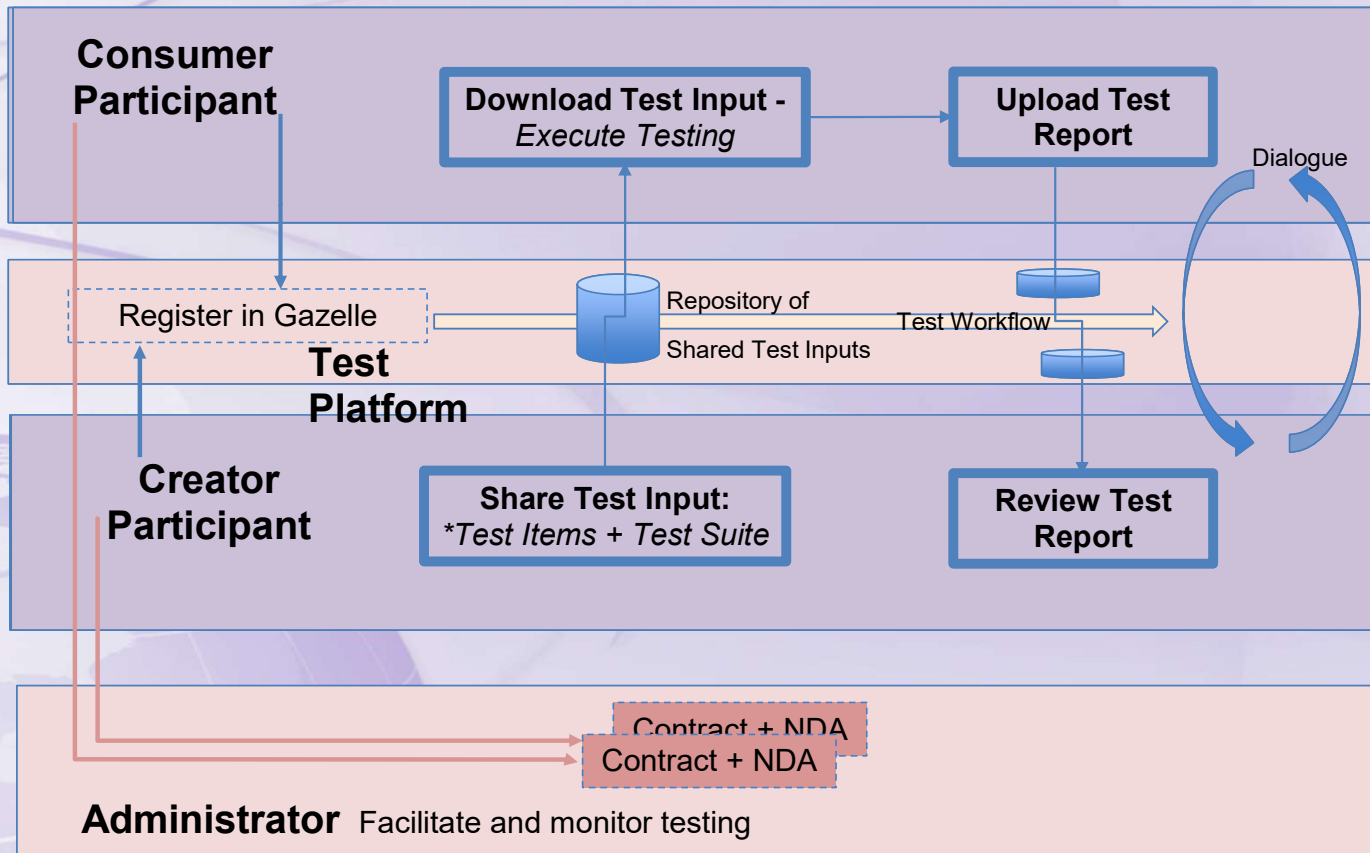 Consumer
Participant
Download Test Input -
Execute Testing
Upload Test
Report
Dialogue
Register in Gazelle
Repository of
Shared Test Inputs
Test Workflow
Test
Platform
Creator
Participant
Share Test Input:
*Test Items + Test Suite
Review Test
Report
Contract + NDA
Contract + NDA
Administrator Facilitate and monitor testing